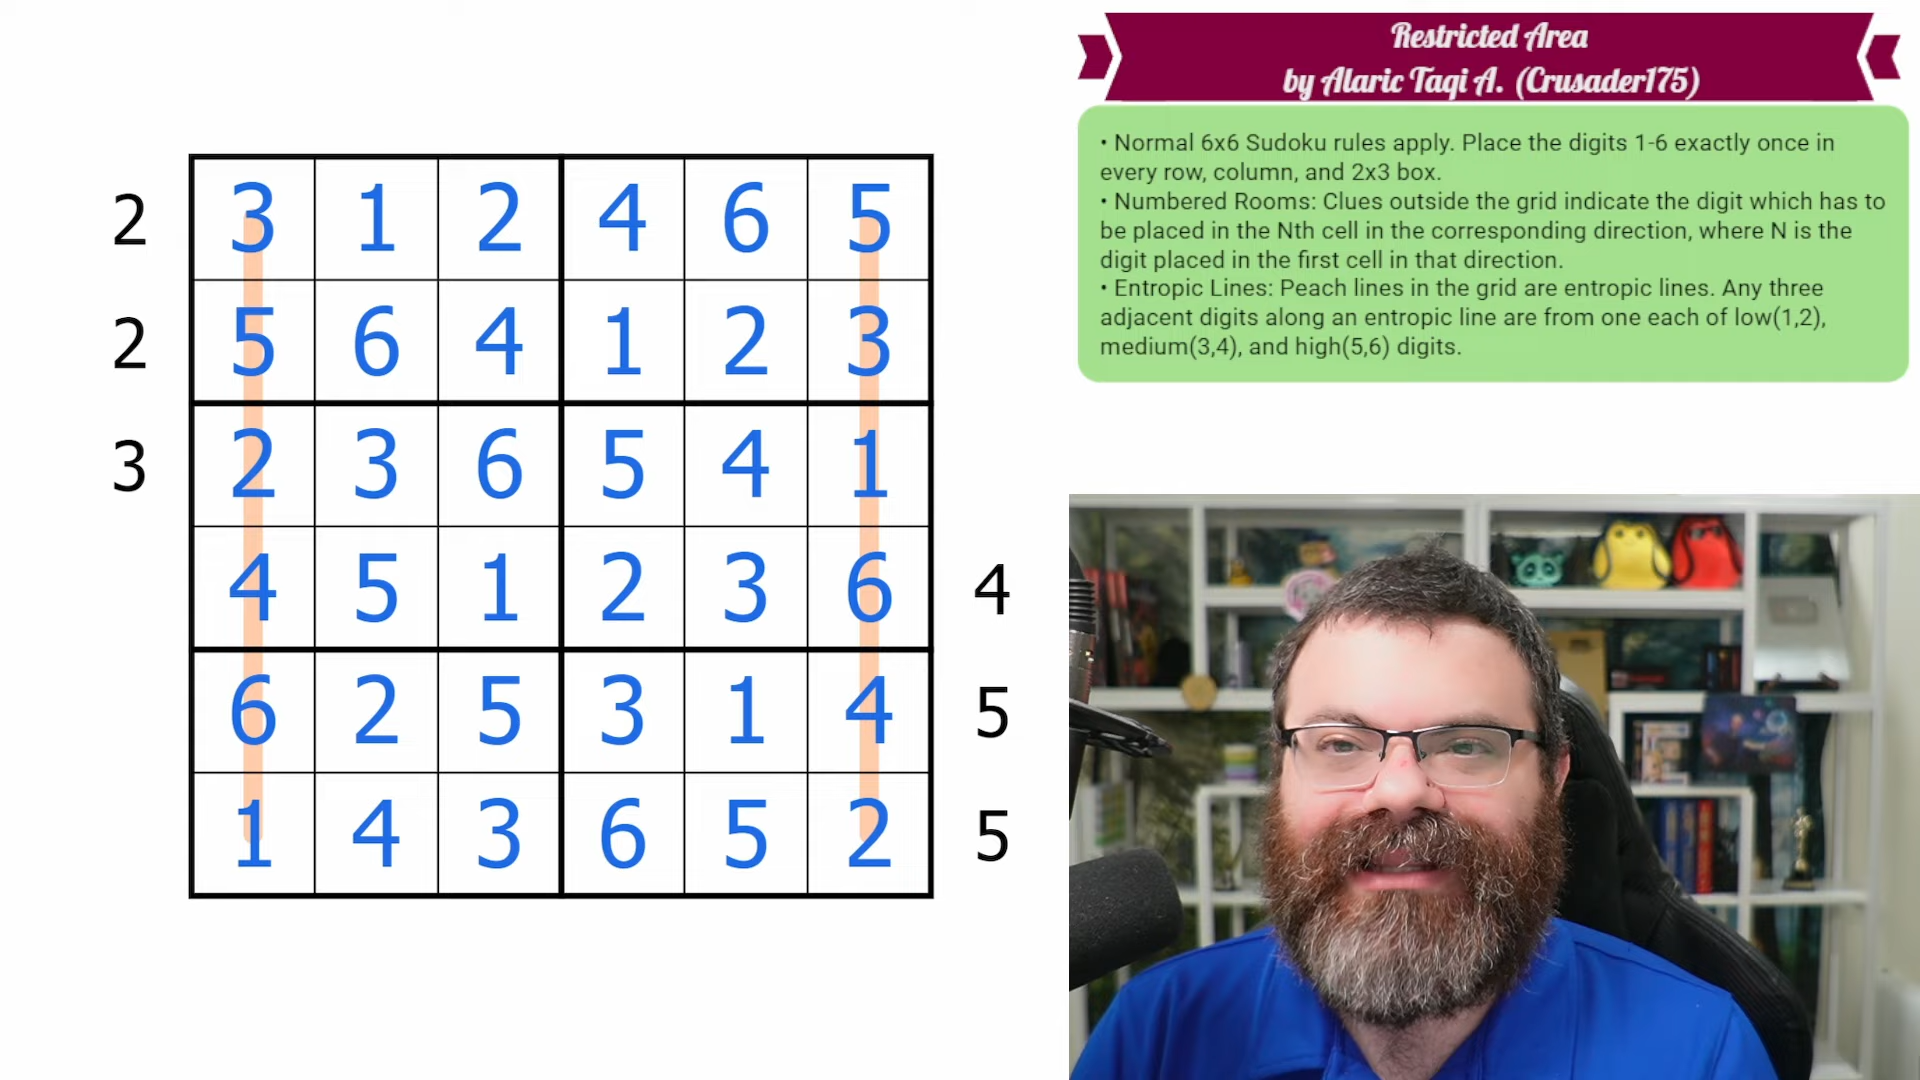 Restricted Area
by Alaric Taqi A. (Crusader175)
• Normal 6x6 Sudoku rules apply. Place the digits 1-6 exactly once in
every row, column, and 2x3 box.
• Numbered Rooms: Clues outside the grid indicate the digit which has to
be placed in the Nth cell in the corresponding direction, where N is the
digit placed in the first cell in that direction.
• Entropic Lines: Peach lines in the grid are entropic lines. Any three
adjacent digits along an entropic line are from one each of low(1,2),
medium(3,4), and high(5,6) digits.
2 3 1 2 4 6 5
2 5 6 4 1 2 3
3 2 3 6 5 4 1
4 5 1 2 3 6 4
6 2 5 3 1 4 5
1 4 3 6 5 2 5